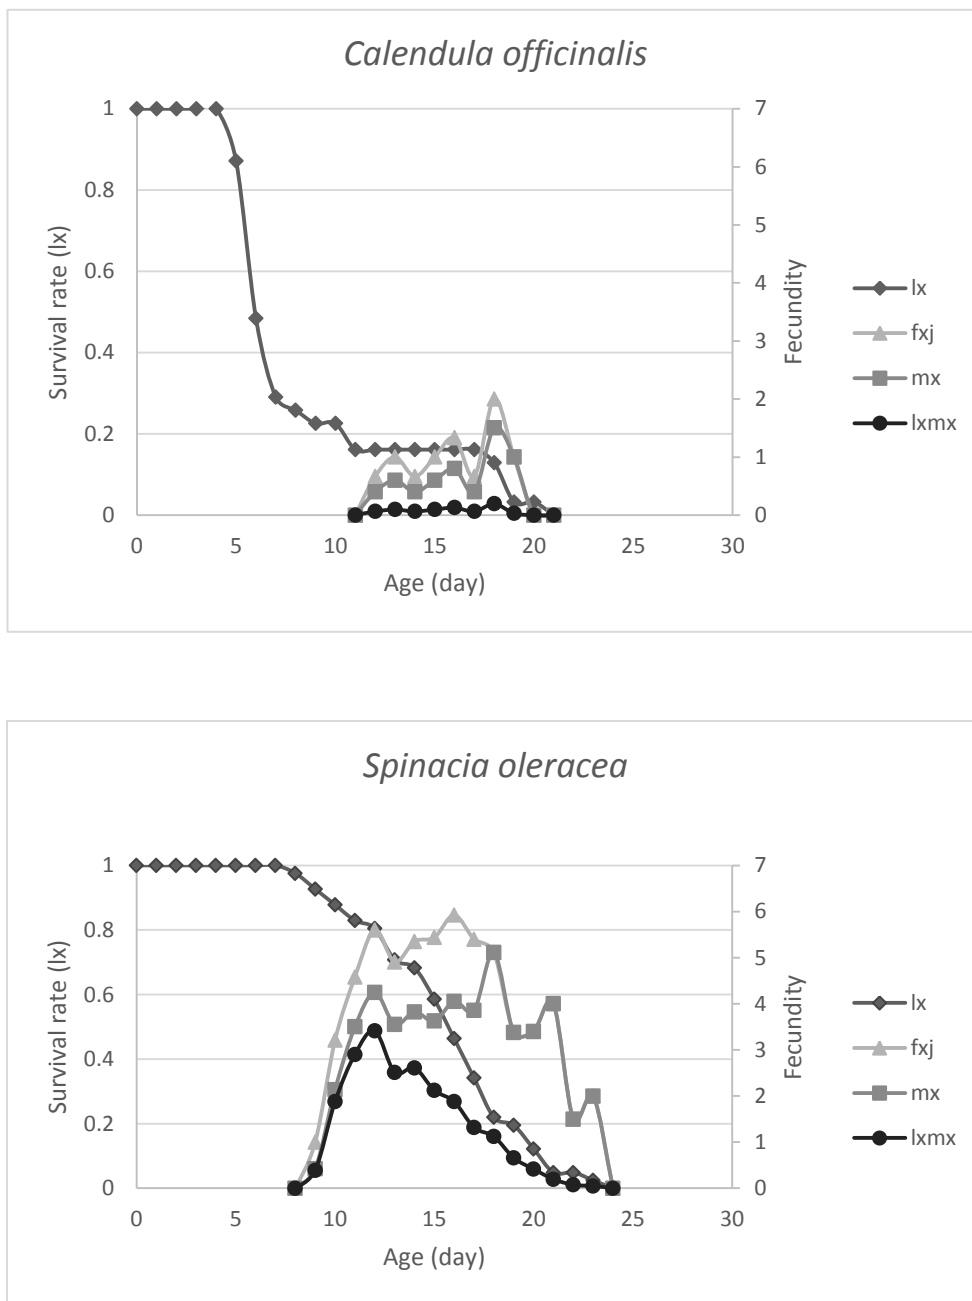 Calendula officinalis
1
0.8
0.6
0.4
0.2
0
Survival rate (lx)
7
6
5
4
3
2
1
0
Fecundity
0 5 10 15 20 25 30
Age (day)
lx
fxj
mx
lxmx
Spinacia oleracea
1
0.8
0.6
0.4
0.2
0
Survival rate (lx)
7
6
5
4
3
2
1
0
Fecundity
0 5 10 15 20 25 30
Age (day)
lx
fxj
mx
lxmx